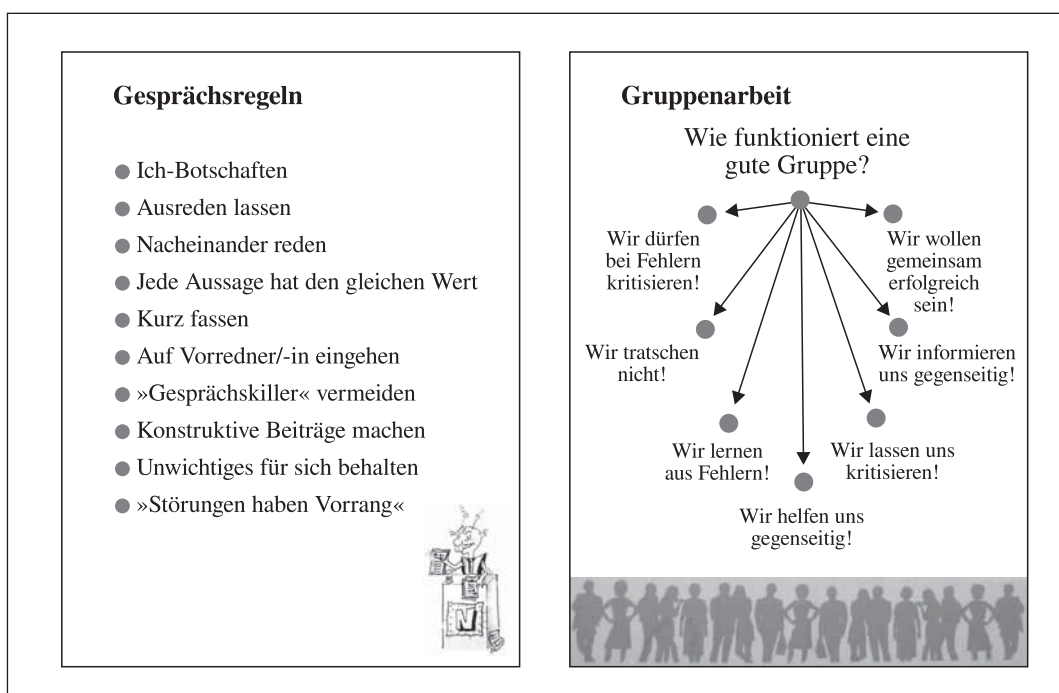 Gesprächsregeln
Ich-Botschaften
Ausreden lassen
Nacheinander reden
Jede Aussage hat den gleichen Wert
Kurz fassen
Auf Vorredner/-in eingehen
»Gesprächskiller« vermeiden
Konstruktive Beiträge machen
Unwichtiges für sich behalten
»Störungen haben Vorrang«
N
Gruppenarbeit
Wie funktioniert eine
gute Gruppe?
Wir dürfen
bei Fehlern
kritisieren!
Wir wollen
gemeinsam
erfolgreich
sein!
Wir tratschen
nicht!
Wir informieren
uns gegenseitig!
Wir lernen
aus Fehlern!
Wir lassen uns
kritisieren!
Wir helfen uns
gegenseitig!